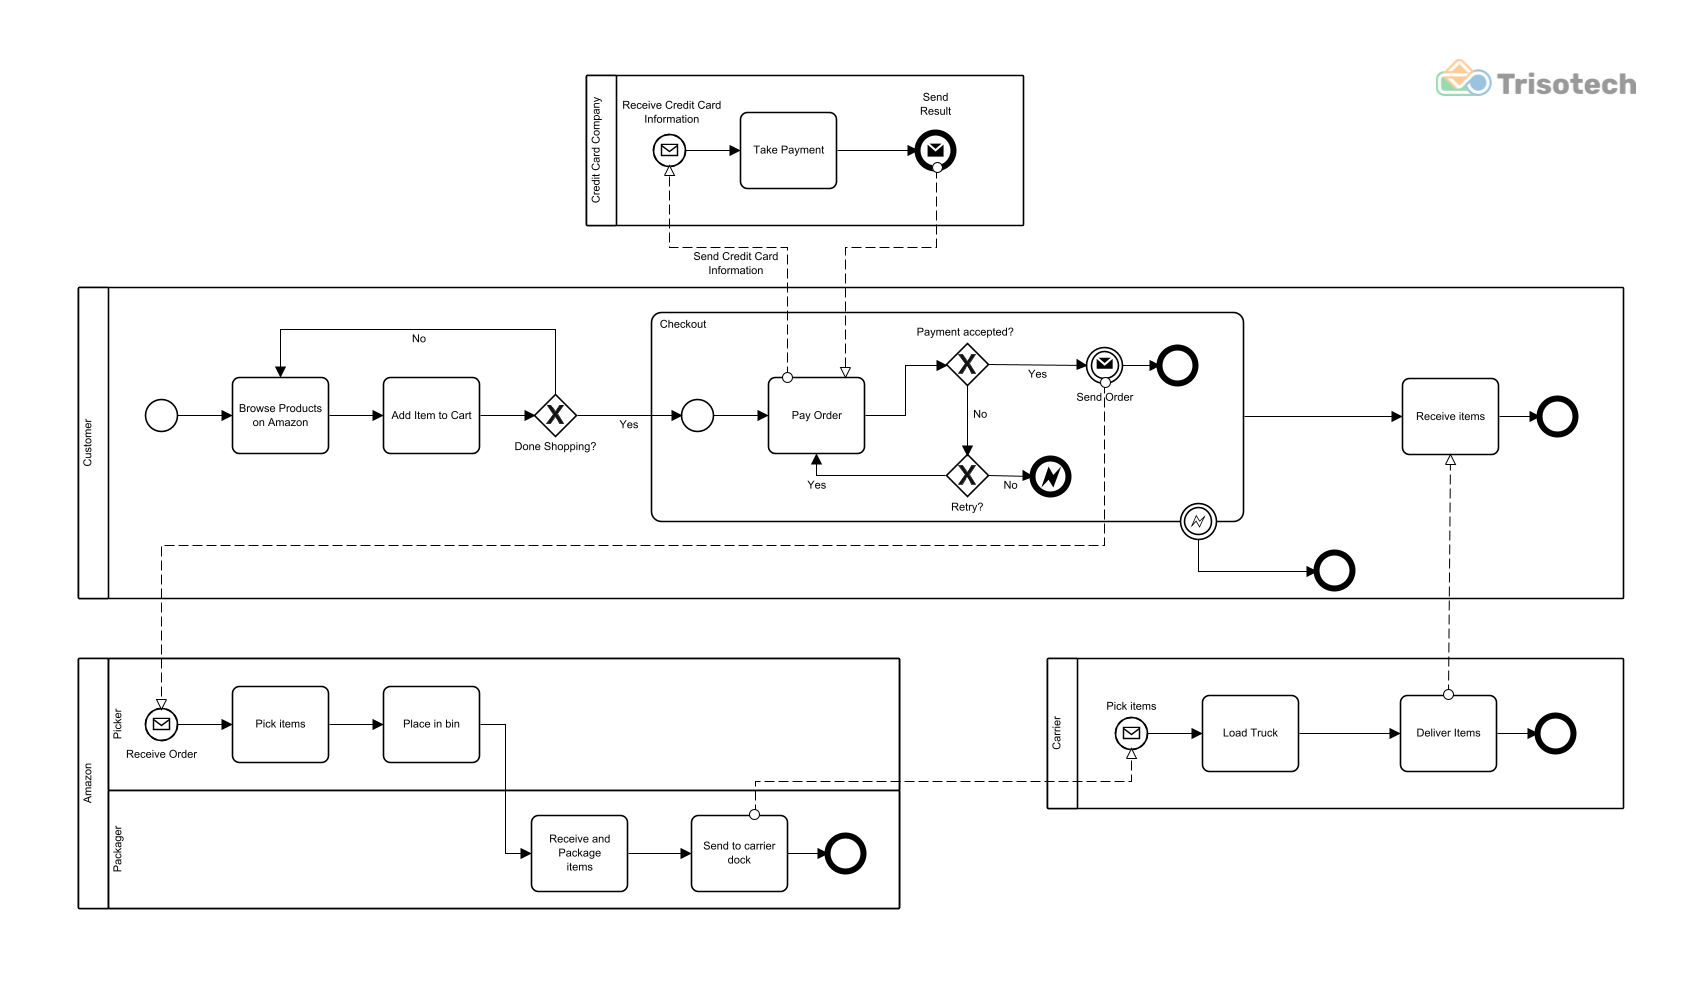 Trisotech
Credit Card Company
Receive Credit Card
Information
Take Payment
Send
Result
Send Credit Card
Information
Customer
Browse Products
on Amazon
Add Item to Cart
No
Done Shopping?
Yes
Checkout
Pay Order
Payment accepted?
Yes
Send Order
No
Yes
Retry?
No
Receive items
Amazon
Picker
Receive Order
Pick items
Place in bin
Packager
Receive and
Package
items
Send to carrier
dock
Carrier
Pick items
Load Truck
Deliver Items